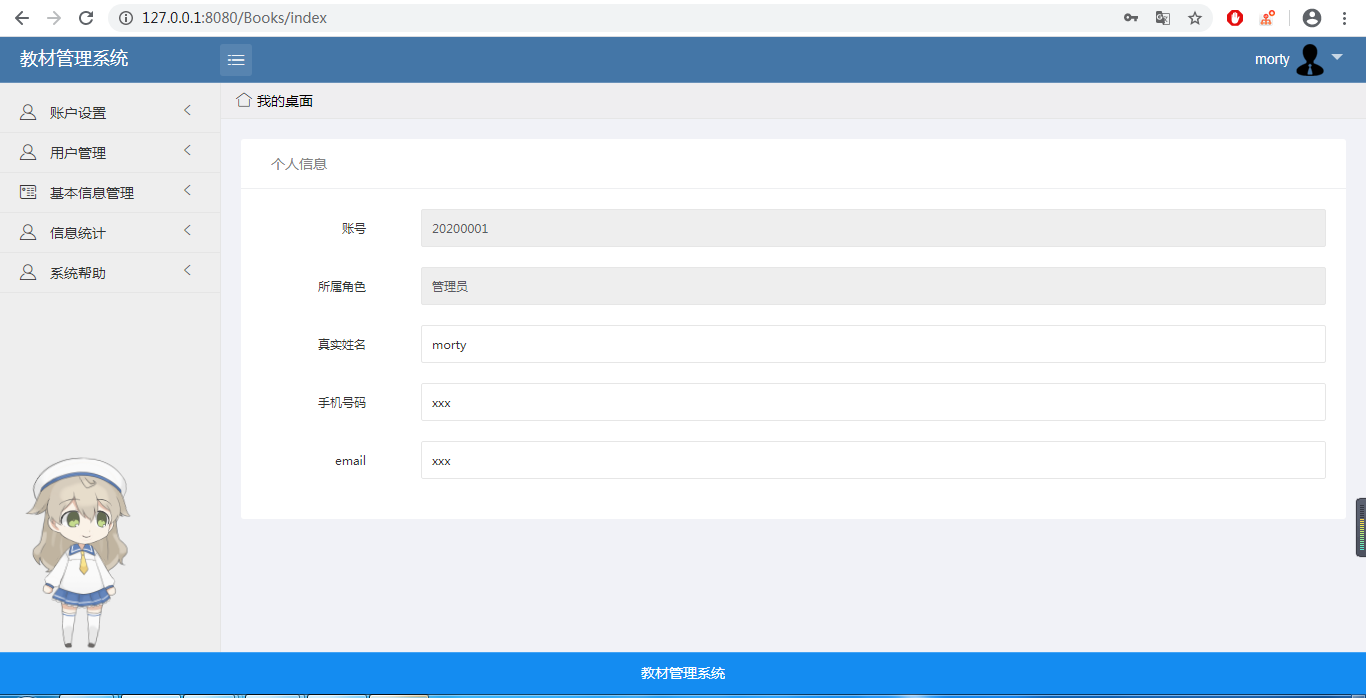 127.0.0.1:8080/Books/index
教材管理系统
morty
账户设置
用户管理
基本信息管理
信息统计
系统帮助
我的桌面
个人信息
账号 20200001
所属角色 管理员
真实姓名 morty
手机号码 xxx
email xxx
教材管理系统